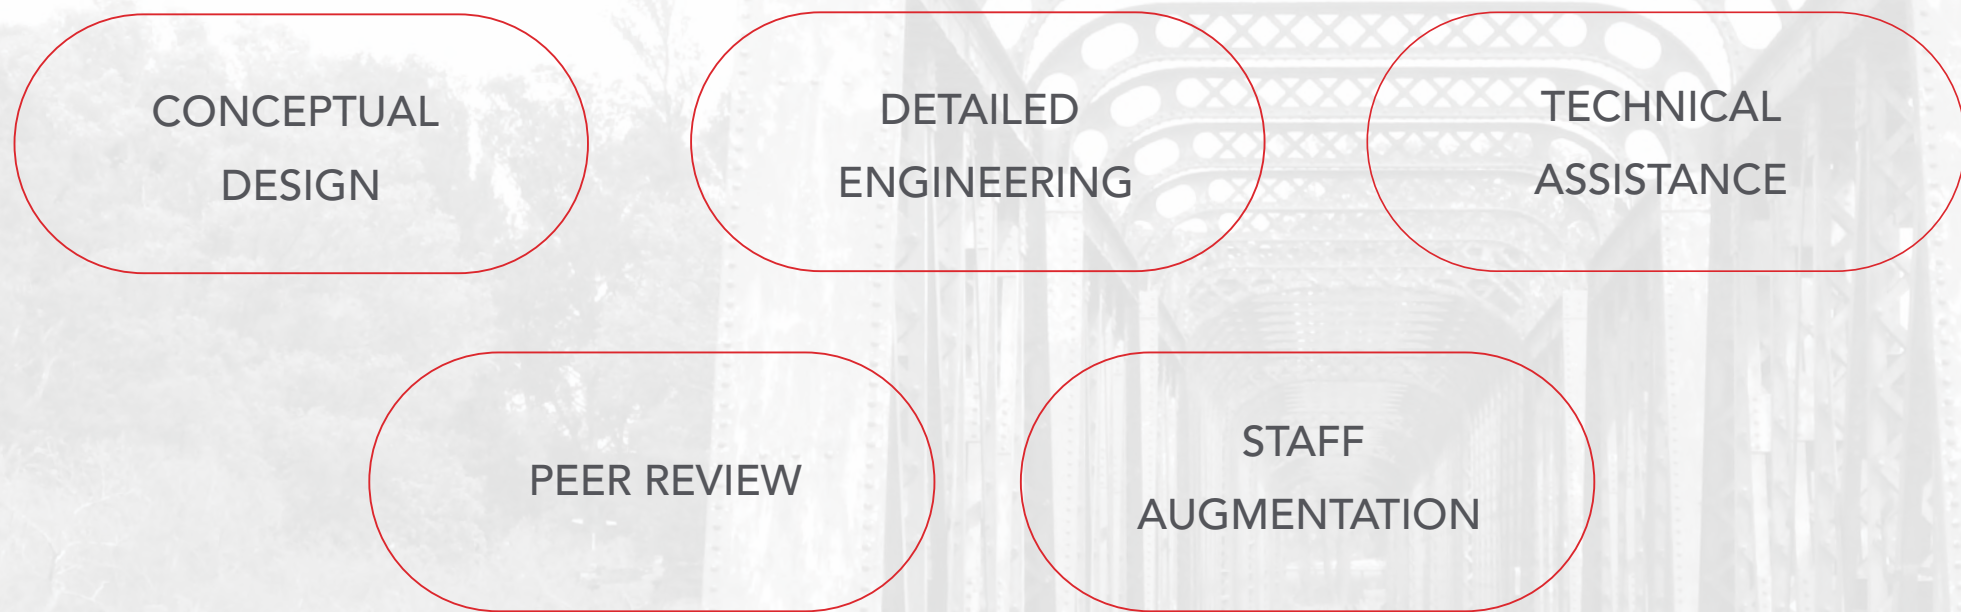 CONCEPTUAL
DESIGN
DETAILED
ENGINEERING
TECHNICAL
ASSISTANCE
PEER REVIEW
STAFF
AUGMENTATION